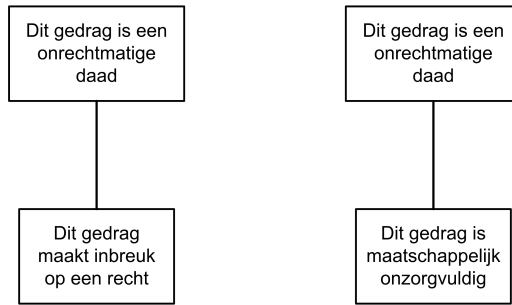 Dit gedrag is een
onrechtmatige
daad
Dit gedrag is een
onrechtmatige
daad
Dit gedrag
maakt inbreuk
op een recht
Dit gedrag is
maatschappelijk
onzorgvuldig